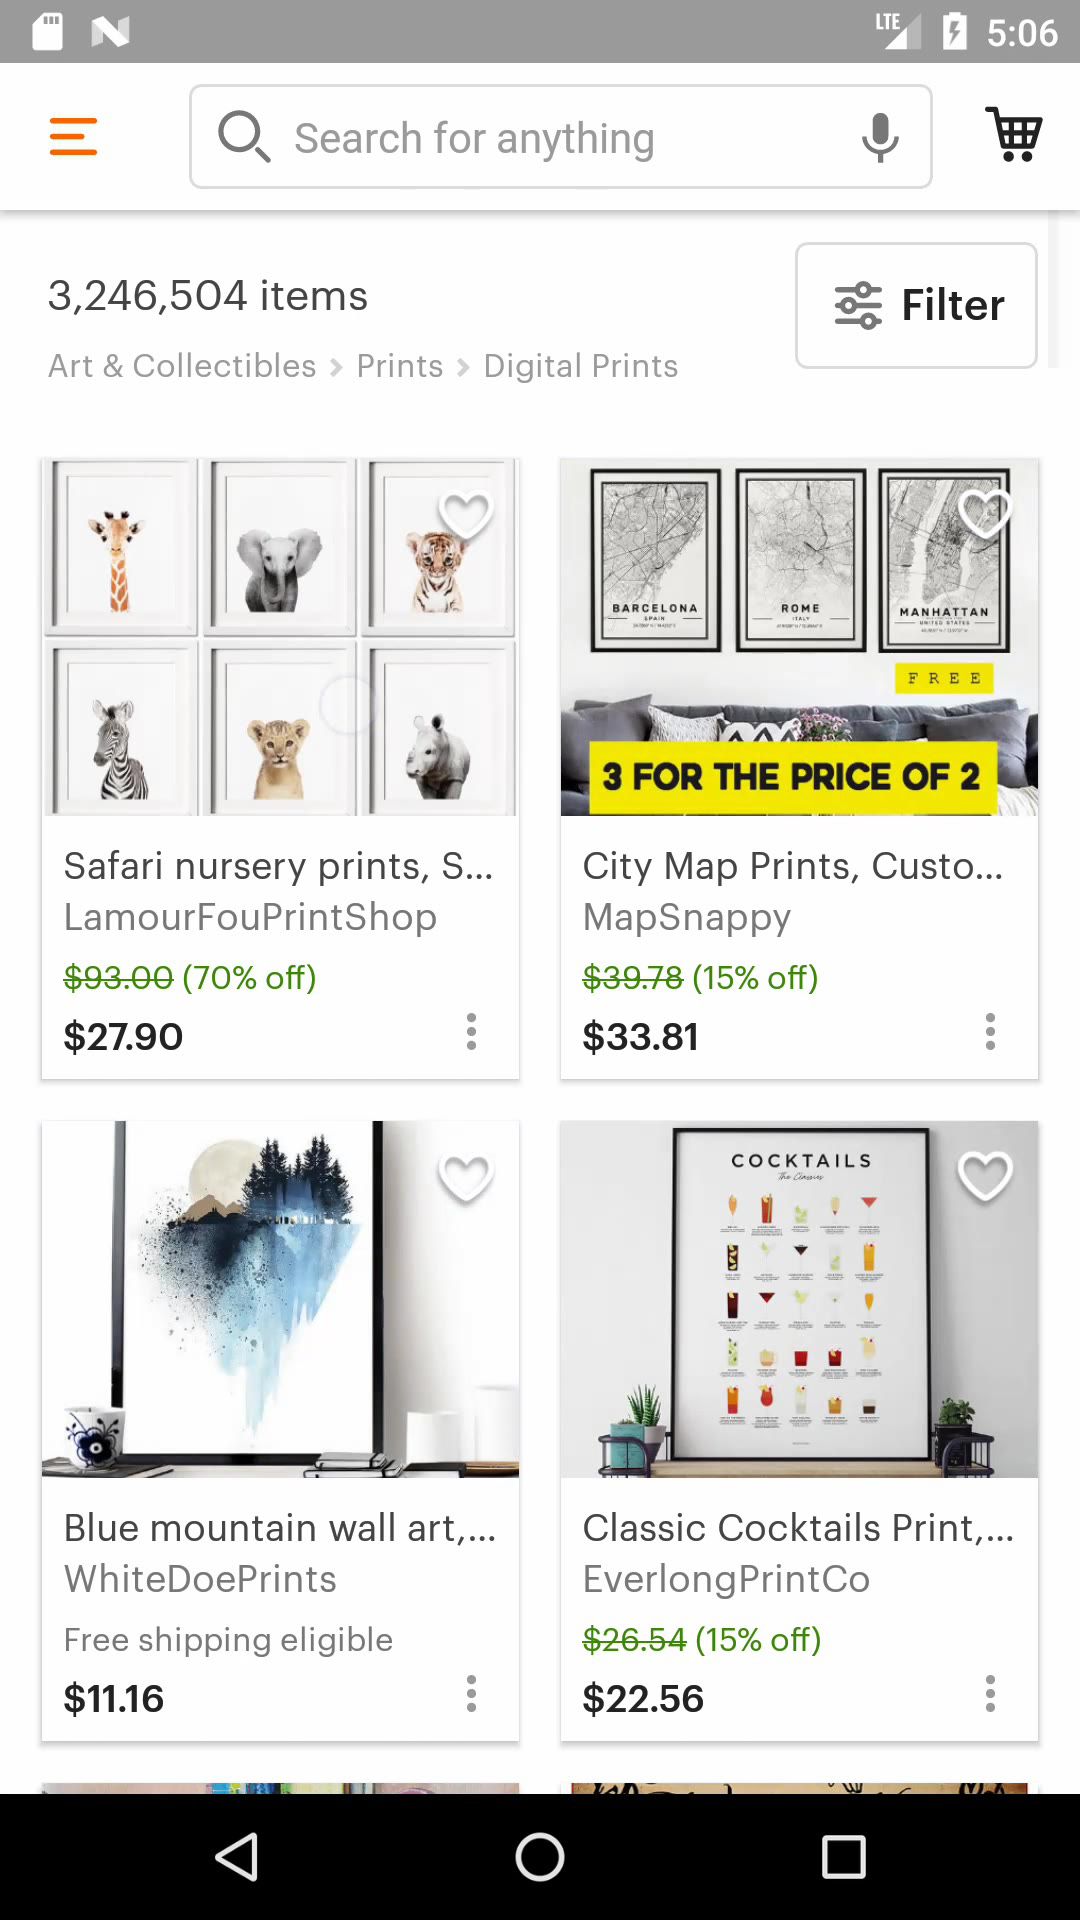 LTE 5:06
Search for anything
3,246,504 items
Filter
Art & Collectibles > Prints > Digital Prints
BARCELONA
SPAIN
ROME
ITALY
MANHATTAN
UNITED STATES
FREE
3 FOR THE PRICE OF 2
Safari nursery prints, S...
LamourFouPrintShop
$93.00 (70% off)
$27.90
City Map Prints, Custo...
MapSnappy
$39.78 (15% off)
$33.81
COCKTAILS
The Classics
Blue mountain wall art,...
WhiteDoePrints
Free shipping eligible
$11.16
Classic Cocktails Print,...
EverlongPrintCo
$26.54 (15% off)
$22.56